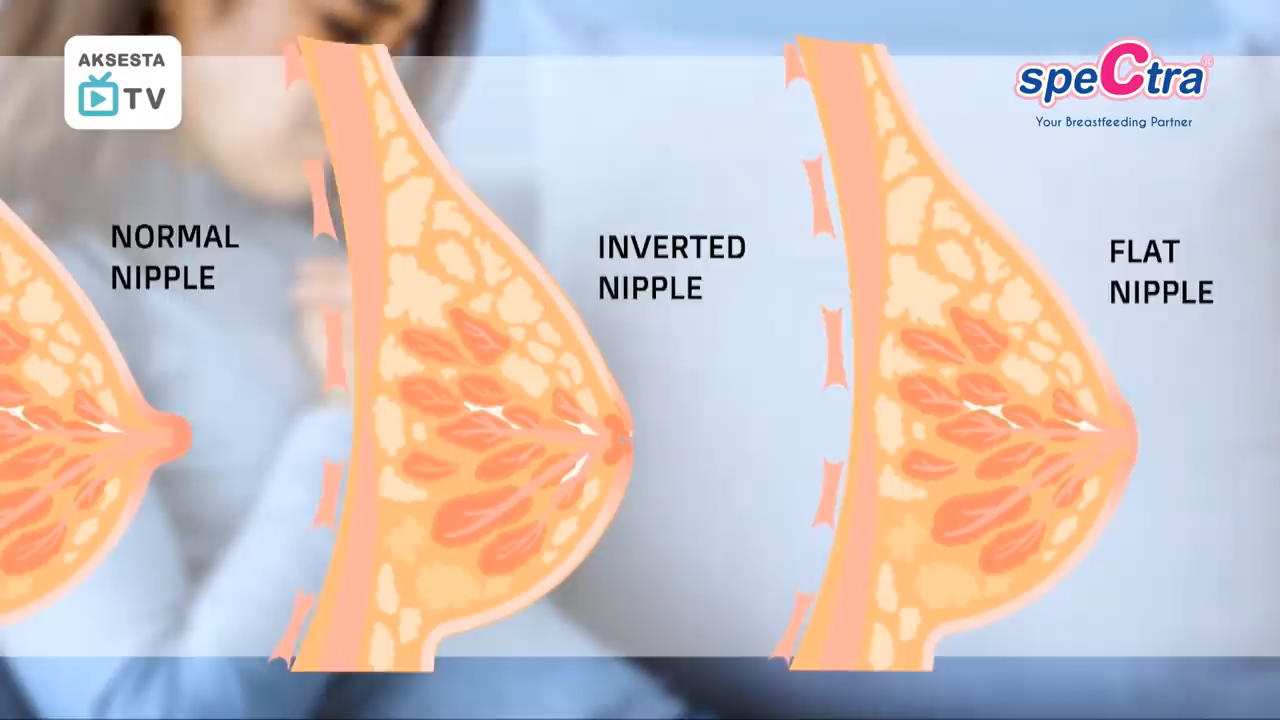 AKSESTA
TV
speCtra®
Your Breastfeeding Partner
NORMAL
NIPPLE
INVERTED
NIPPLE
FLAT
NIPPLE